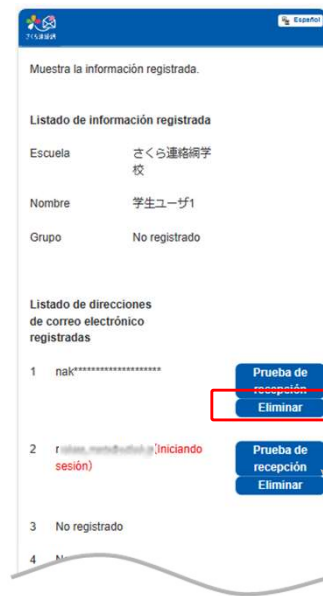 Español
さくら連絡網
Muestra la información registrada.
Listado de información registrada
Escuela さくら連絡網学
校
Nombre 学生ユーザ1
Grupo No registrado
Listado de direcciones
de correo electrónico
registradas
1 nak********************
Prueba de
recepción
Eliminar
2 (Iniciando
sesión)
Prueba de
recepción
Eliminar
3 No registrado
4